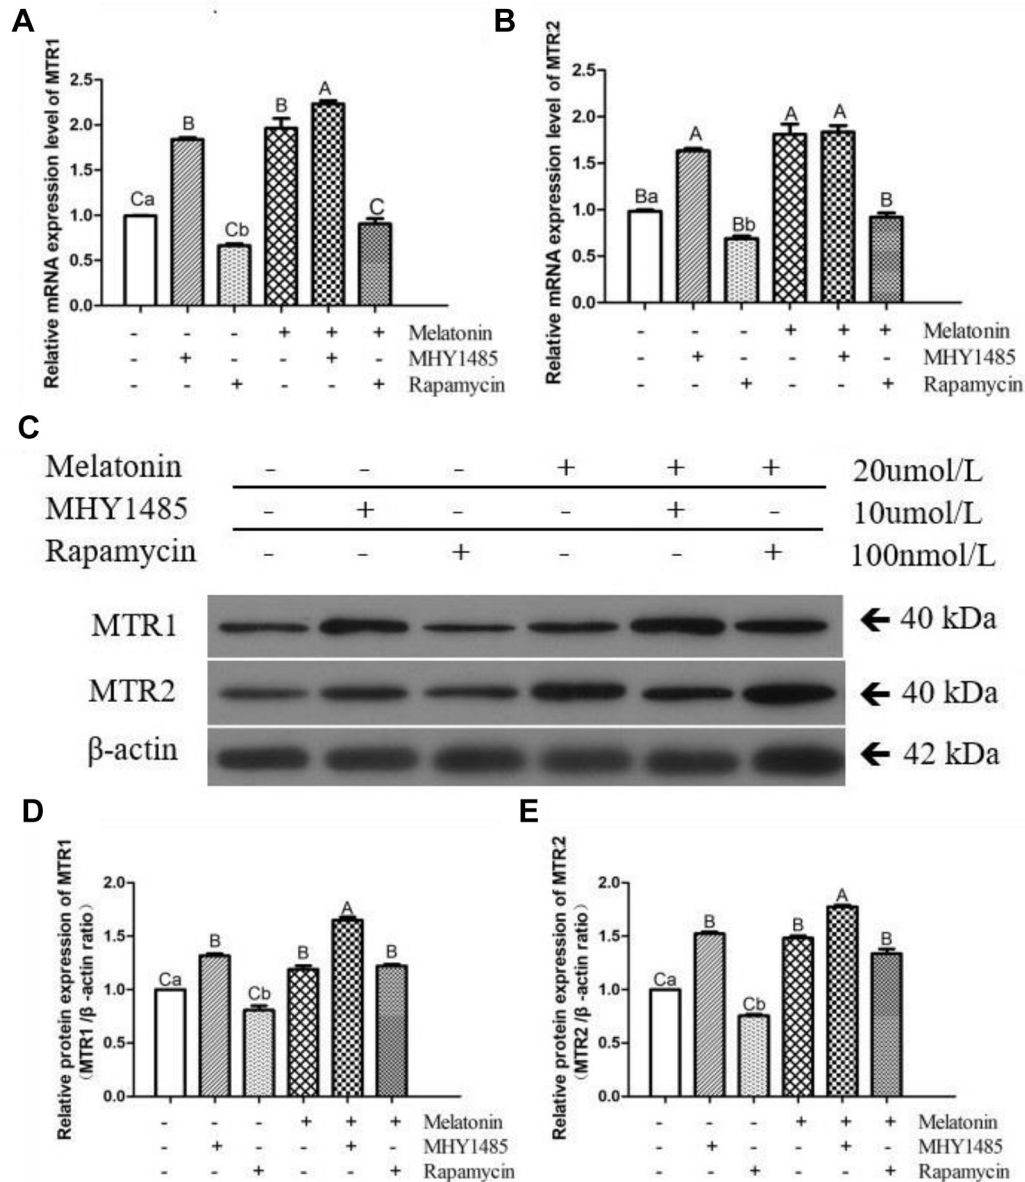 A
Relative mRNA expression level of MTR1
2.5
2.0
1.5
1.0
0.5
0.0
Ca
B
Cb
B
A
C
- - - + + + Melatonin
- + - - + - MHY1485
- - + - - + Rapamycin
B
Relative mRNA expression level of MTR2
2.5
2.0
1.5
1.0
0.5
0.0
Ba
A
Bb
A
A
B
- - - + + + Melatonin
- + - - + - MHY1485
- - + - - + Rapamycin
C
Melatonin - - - + + + 20umol/L
MHY1485 - + - - + - 10umol/L
Rapamycin - - + - - + 100nmol/L
MTR1 ← 40 kDa
MTR2 ← 40 kDa
β-actin ← 42 kDa
D
Relative protein expression of MTR1
（MTR1 /β -actin ratio）
2.0
1.5
1.0
0.5
0.0
Ca
B
Cb
B
A
B
- - - + + + Melatonin
- + - - + - MHY1485
- - + - - + Rapamycin
E
Relative protein expression of MTR2
（MTR2 /β -actin ratio）
2.0
1.5
1.0
0.5
0.0
Ca
B
Cb
B
A
B
- - - + + + Melatonin
- + - - + - MHY1485
- - + - - + Rapamycin